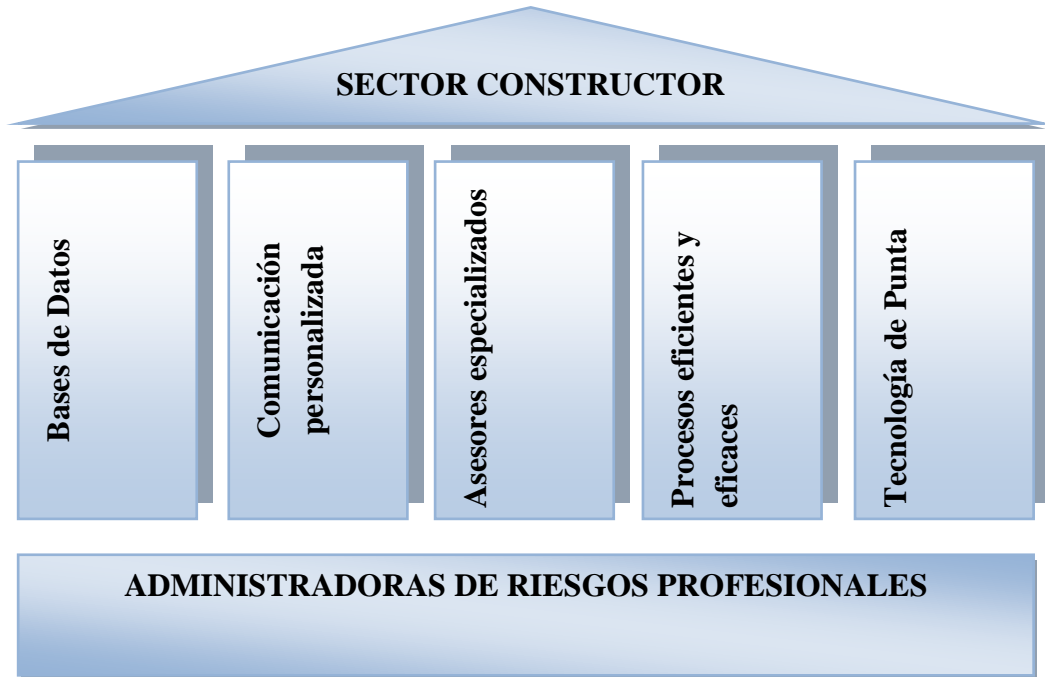 SECTOR CONSTRUCTOR
Bases de Datos
Comunicación
personalizada
Asesores especializados
Procesos eficientes y
eficaces
Tecnología de Punta
ADMINISTRADORAS DE RIESGOS PROFESIONALES